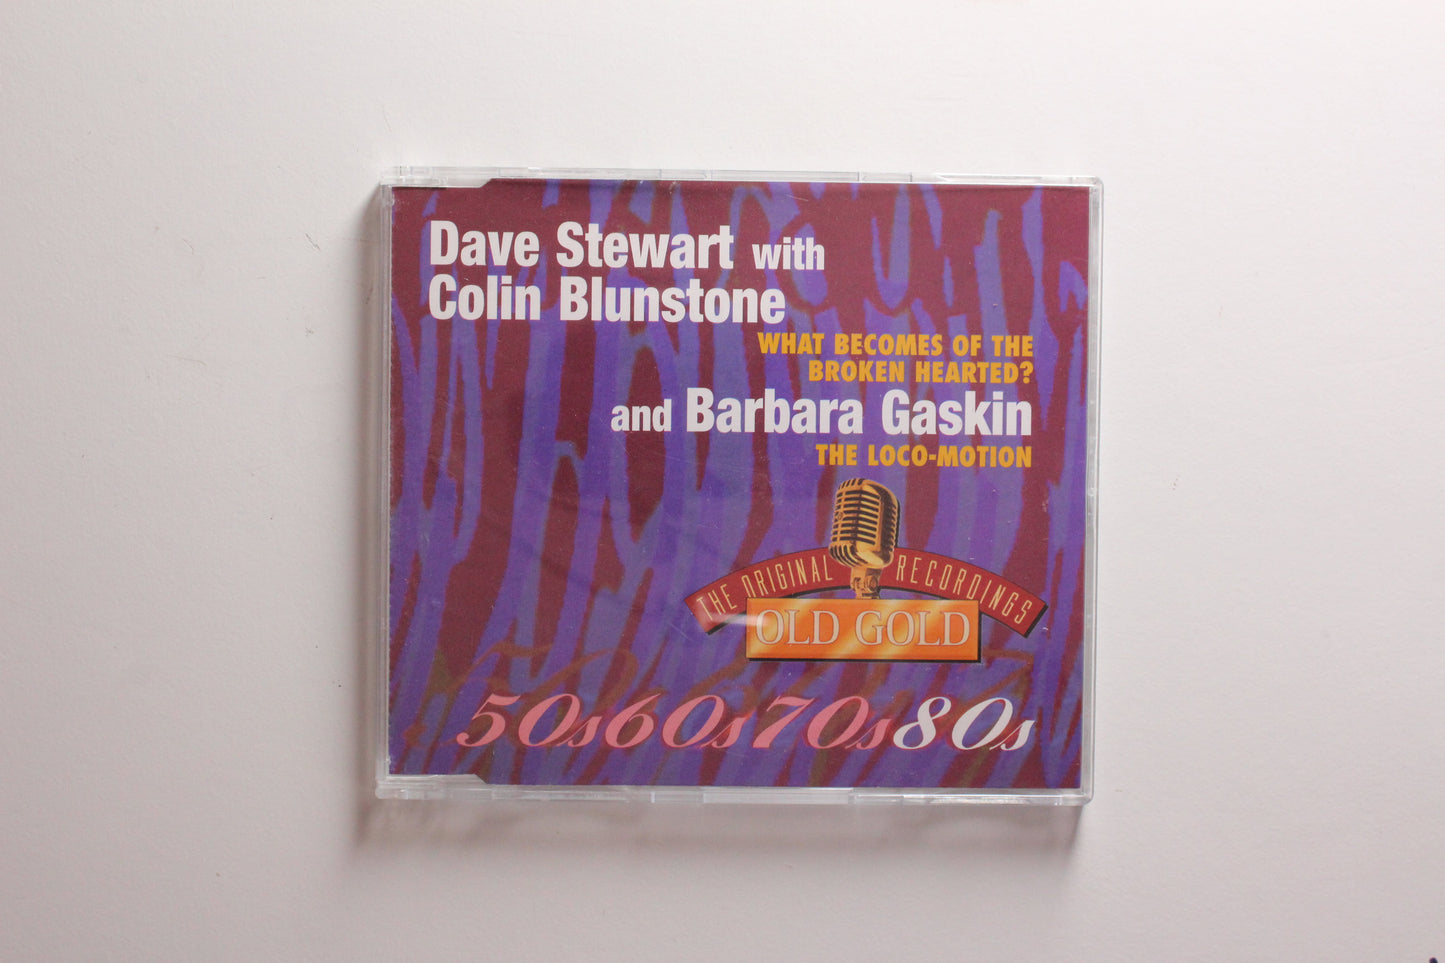 Dave Stewart with
Colin Blunstone
WHAT BECOMES OF THE
BROKEN HEARTED?
and Barbara Gaskin
THE LOCO-MOTION
THE ORIGINAL RECORDINGS
OLD GOLD
50s60s70s80s